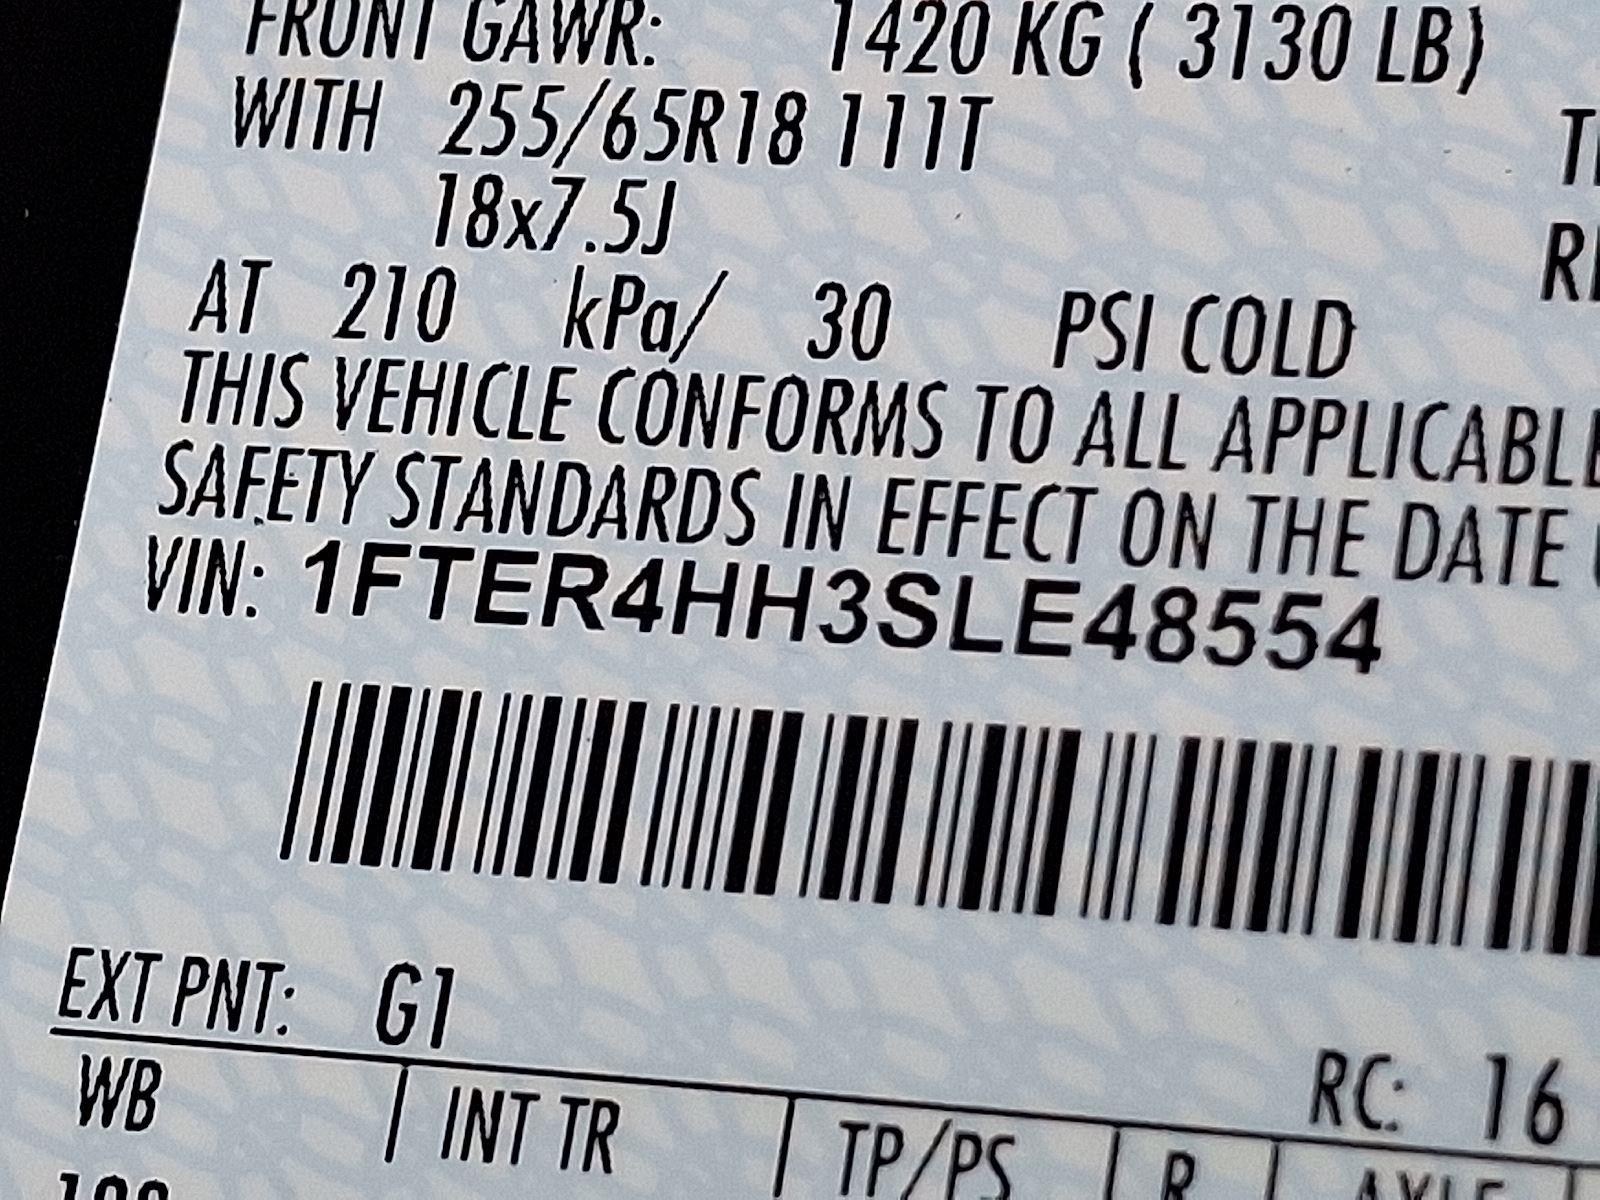 FRONT GAWR: 1420 KG ( 3130 LB)
WITH 255/65R18 111T
18x7.5J
AT 210 kPa/ 30 PSI COLD
THIS VEHICLE CONFORMS TO ALL APPLICABLE
SAFETY STANDARDS IN EFFECT ON THE DATE
VIN: 1FTER4HH3SLE48554
EXT PNT: G1
RC: 16
WB INT TR TP/PS R AXLE